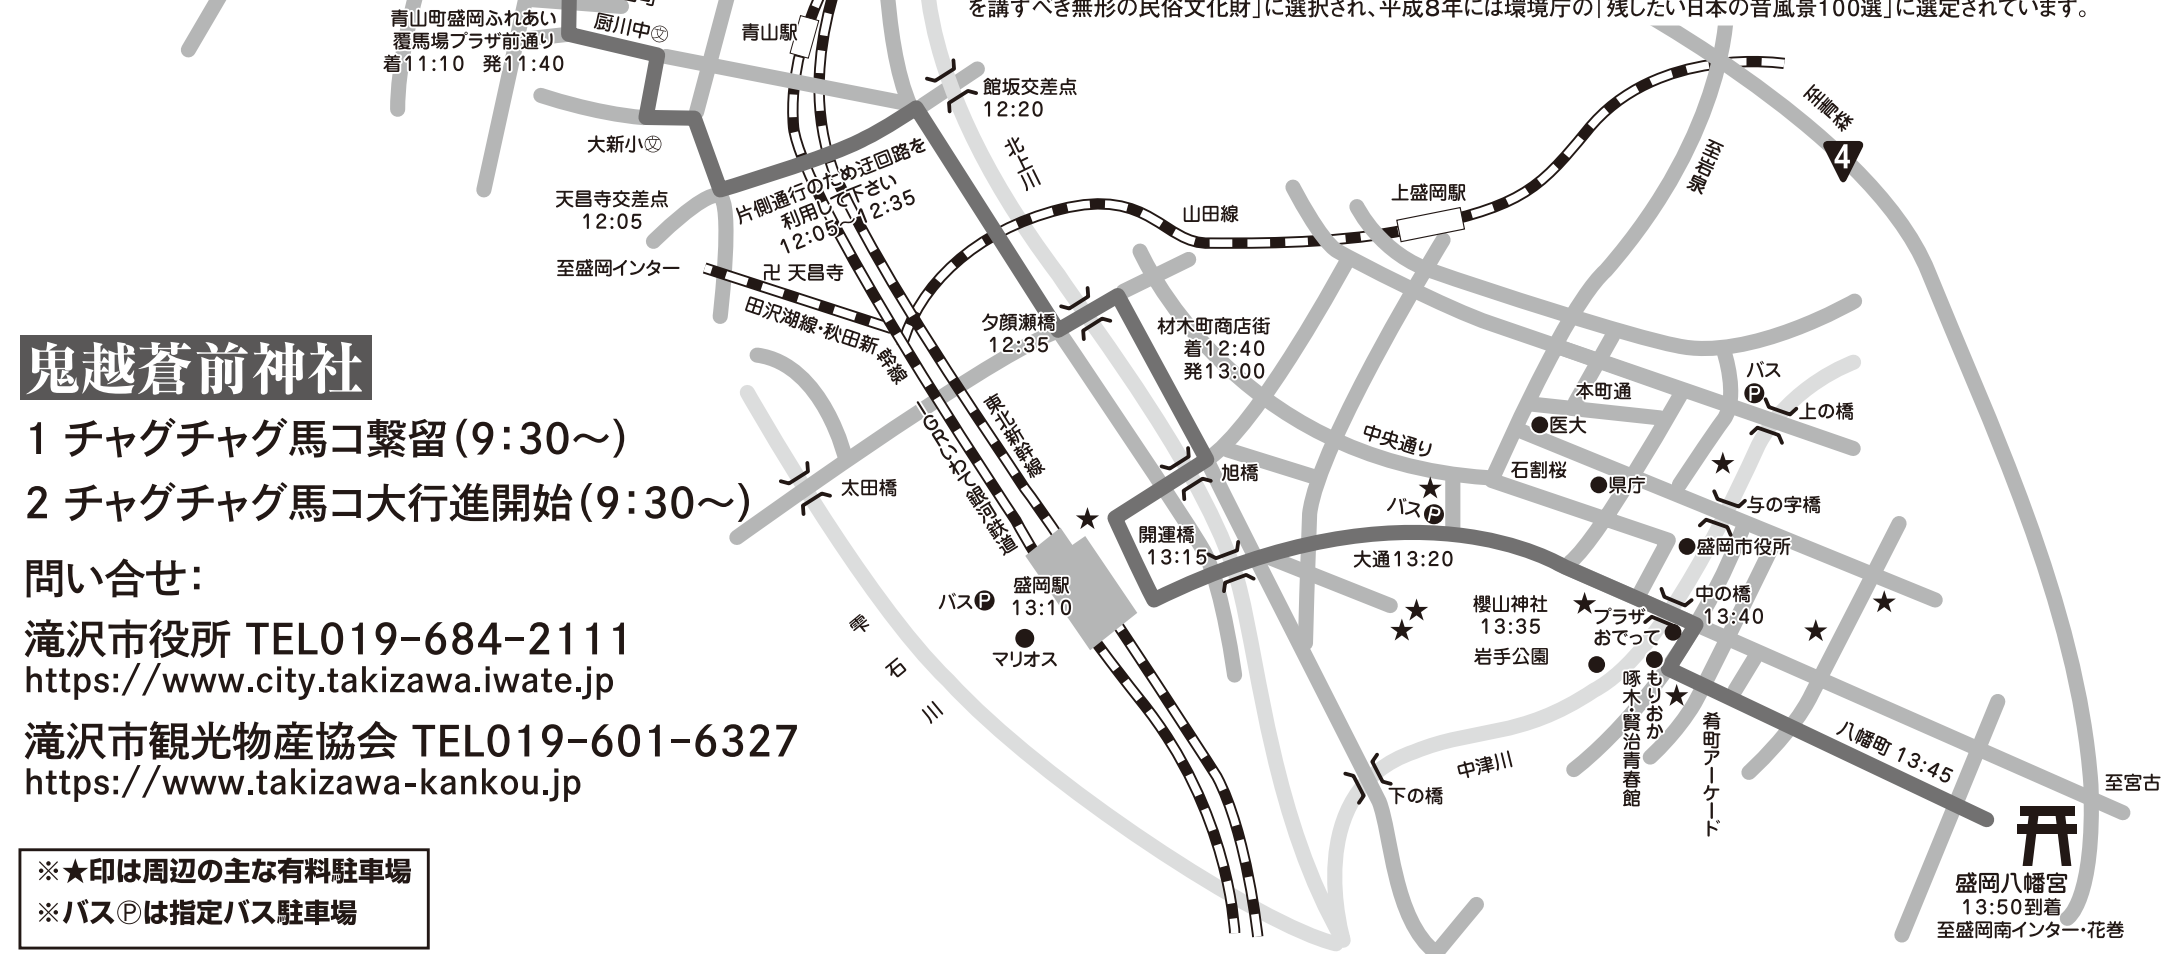 を講すべき無形の民俗文化財」に選択され、平成8年には環境庁の「残したい日本の音風景100選」に選定されています。
青山町盛岡ふれあい
覆馬場プラザ前通り
着11:10 発11:40
厨川中㉆
青山駅
館坂交差点
12:20
大新小㉆
北上川
至青森
4
至岩泉
天昌寺交差点
12:05
片側通行のため迂回路を
利用して下さい
12:05〜12:35
上盛岡駅
山田線
至盛岡インター
卍 天昌寺
田沢湖線・秋田新幹線
夕顔瀬橋
12:35
材木町商店街
着12:40
発13:00
鬼越蒼前神社
1 チャグチャグ馬コ繋留(9:30〜)
2 チャグチャグ馬コ大行進開始(9:30〜)
問い合せ:
滝沢市役所 TEL019-684-2111
https://www.city.takizawa.iwate.jp
滝沢市観光物産協会 TEL019-601-6327
https://www.takizawa-kankou.jp
※★印は周辺の主な有料駐車場
※バスⓅは指定バス駐車場
IGRいわて銀河鉄道
東北新幹線
太田橋
雫石川
バスⓅ
盛岡駅
13:10
マリオス
開運橋
13:15
旭橋
中央通り
バスⓅ
大通13:20
本町通
●医大
石割桜
●県庁
バス
Ⓟ
上の橋
与の字橋
●盛岡市役所
中の橋
13:40
櫻山神社
13:35
岩手公園
プラザ
おでって
もりおか
啄木・賢治青春館
肴町アーケード
中津川
下の橋
八幡町 13:45
至宮古
盛岡八幡宮
13:50到着
至盛岡南インター・花巻